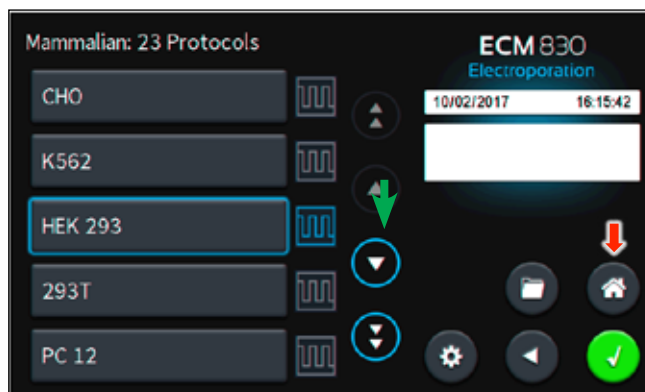 Mammalian: 23 Protocols
CHO
K562
HEK 293
293T
PC 12
ECM 830
Electroporation
10/02/2017 16:15:42